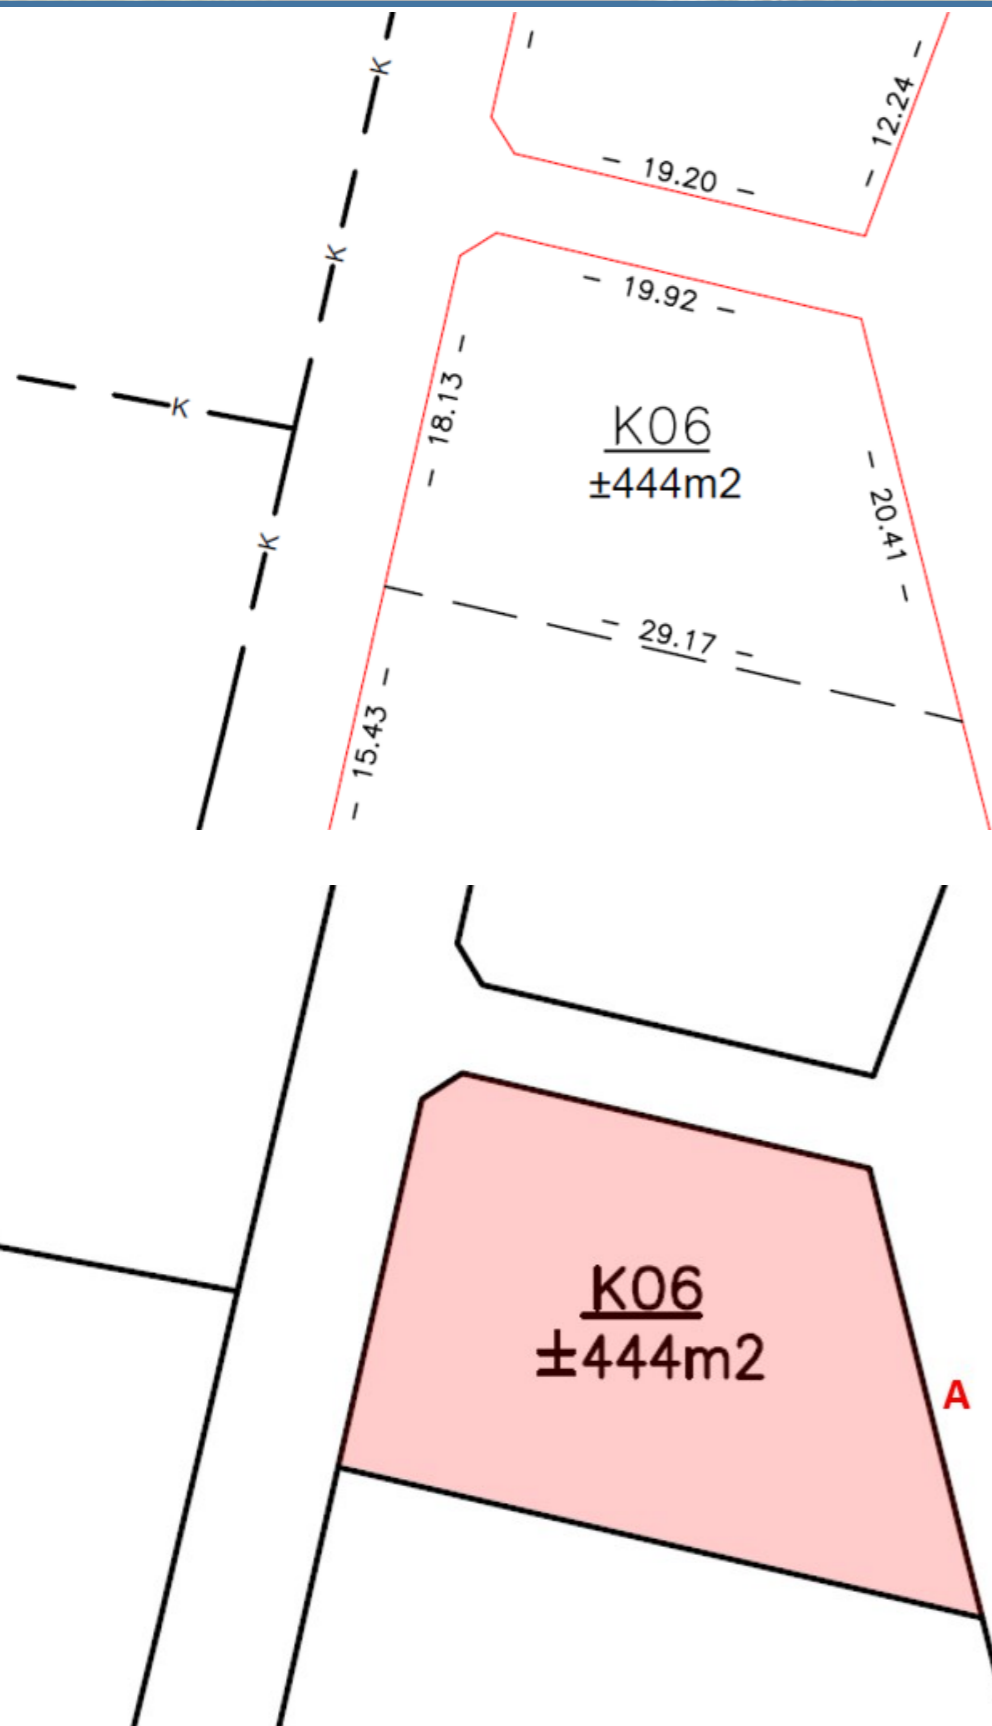 K
12.24
– 19.20 –
K
– 19.92 –
– 18.13 –
K
K06
±444m2
– 20.41 –
K
– 29.17 –
– 15.43 –
K06
±444m2
A